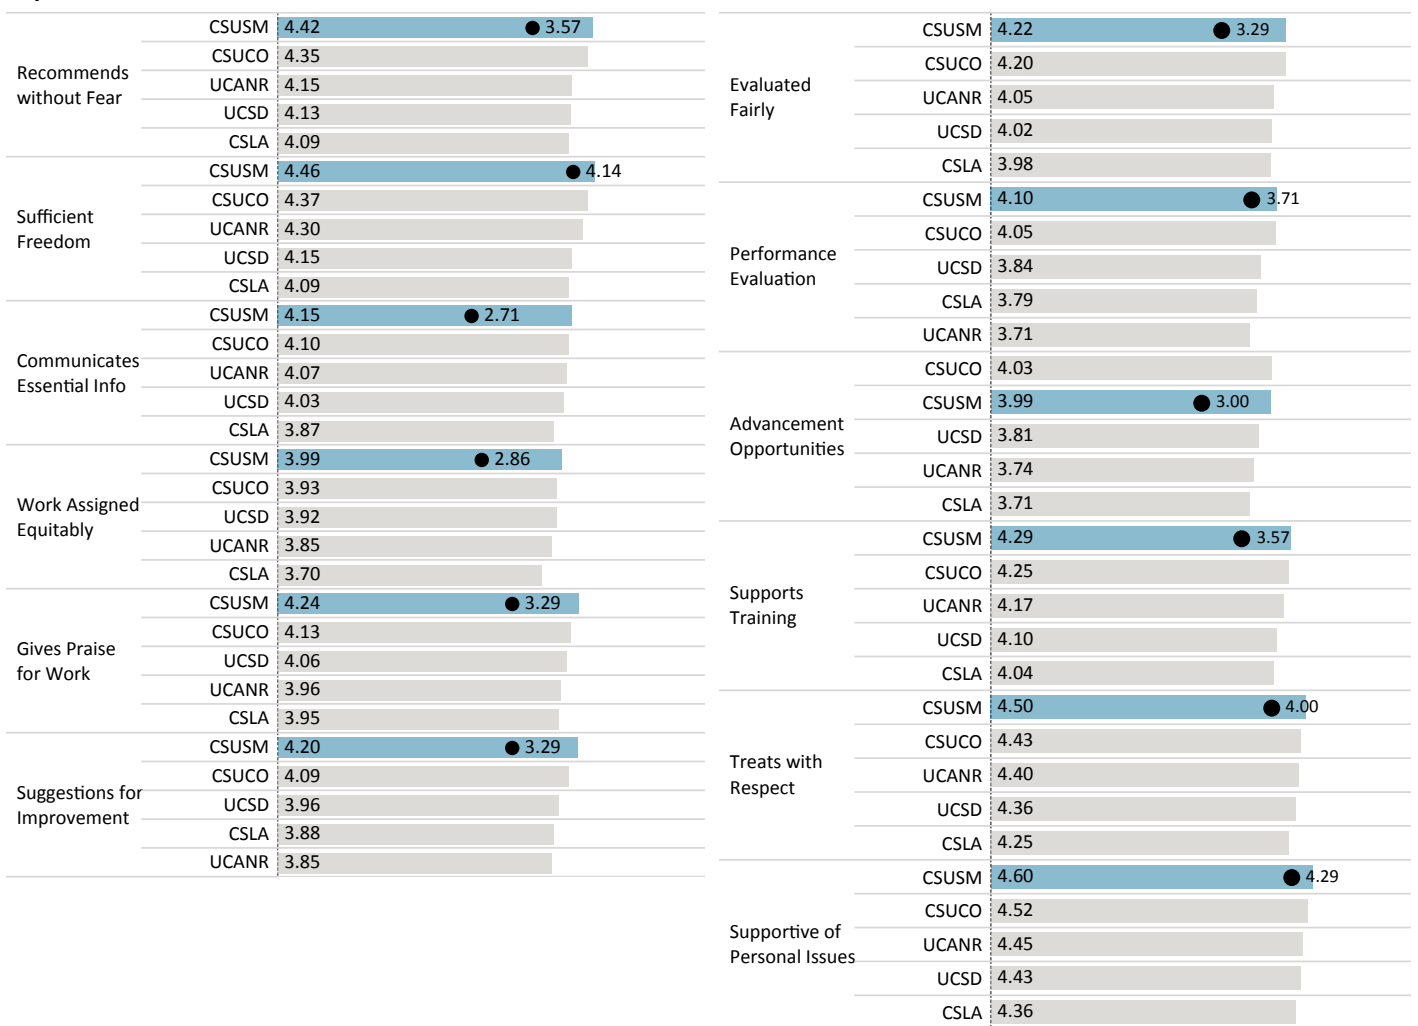 Recommends
without Fear
CSUSM 4.42 3.57
CSUCO 4.35
UCANR 4.15
UCSD 4.13
CSLA 4.09
Sufficient
Freedom
CSUSM 4.46 4.14
CSUCO 4.37
UCANR 4.30
UCSD 4.15
CSLA 4.09
Communicates
Essential Info
CSUSM 4.15 2.71
CSUCO 4.10
UCANR 4.07
UCSD 4.03
CSLA 3.87
Work Assigned
Equitably
CSUSM 3.99 2.86
CSUCO 3.93
UCSD 3.92
UCANR 3.85
CSLA 3.70
Gives Praise
for Work
CSUSM 4.24 3.29
CSUCO 4.13
UCSD 4.06
UCANR 3.96
CSLA 3.95
Suggestions for
Improvement
CSUSM 4.20 3.29
CSUCO 4.09
UCSD 3.96
CSLA 3.88
UCANR 3.85
Evaluated
Fairly
CSUSM 4.22 3.29
CSUCO 4.20
UCANR 4.05
UCSD 4.02
CSLA 3.98
Performance
Evaluation
CSUSM 4.10 3.71
CSUCO 4.05
UCSD 3.84
CSLA 3.79
UCANR 3.71
Advancement
Opportunities
CSUCO 4.03
CSUSM 3.99 3.00
UCSD 3.81
UCANR 3.74
CSLA 3.71
Supports
Training
CSUSM 4.29 3.57
CSUCO 4.25
UCANR 4.17
UCSD 4.10
CSLA 4.04
Treats with
Respect
CSUSM 4.50 4.00
CSUCO 4.43
UCANR 4.40
UCSD 4.36
CSLA 4.25
Supportive of
Personal Issues
CSUSM 4.60 4.29
CSUCO 4.52
UCANR 4.45
UCSD 4.43
CSLA 4.36